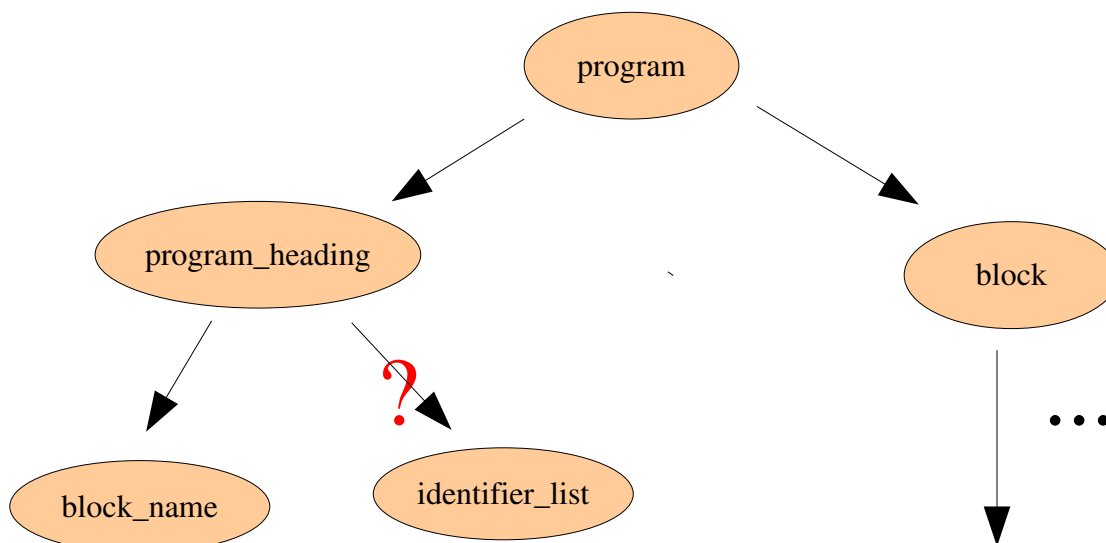 program
program_heading
block
?
...
block_name
identifier_list